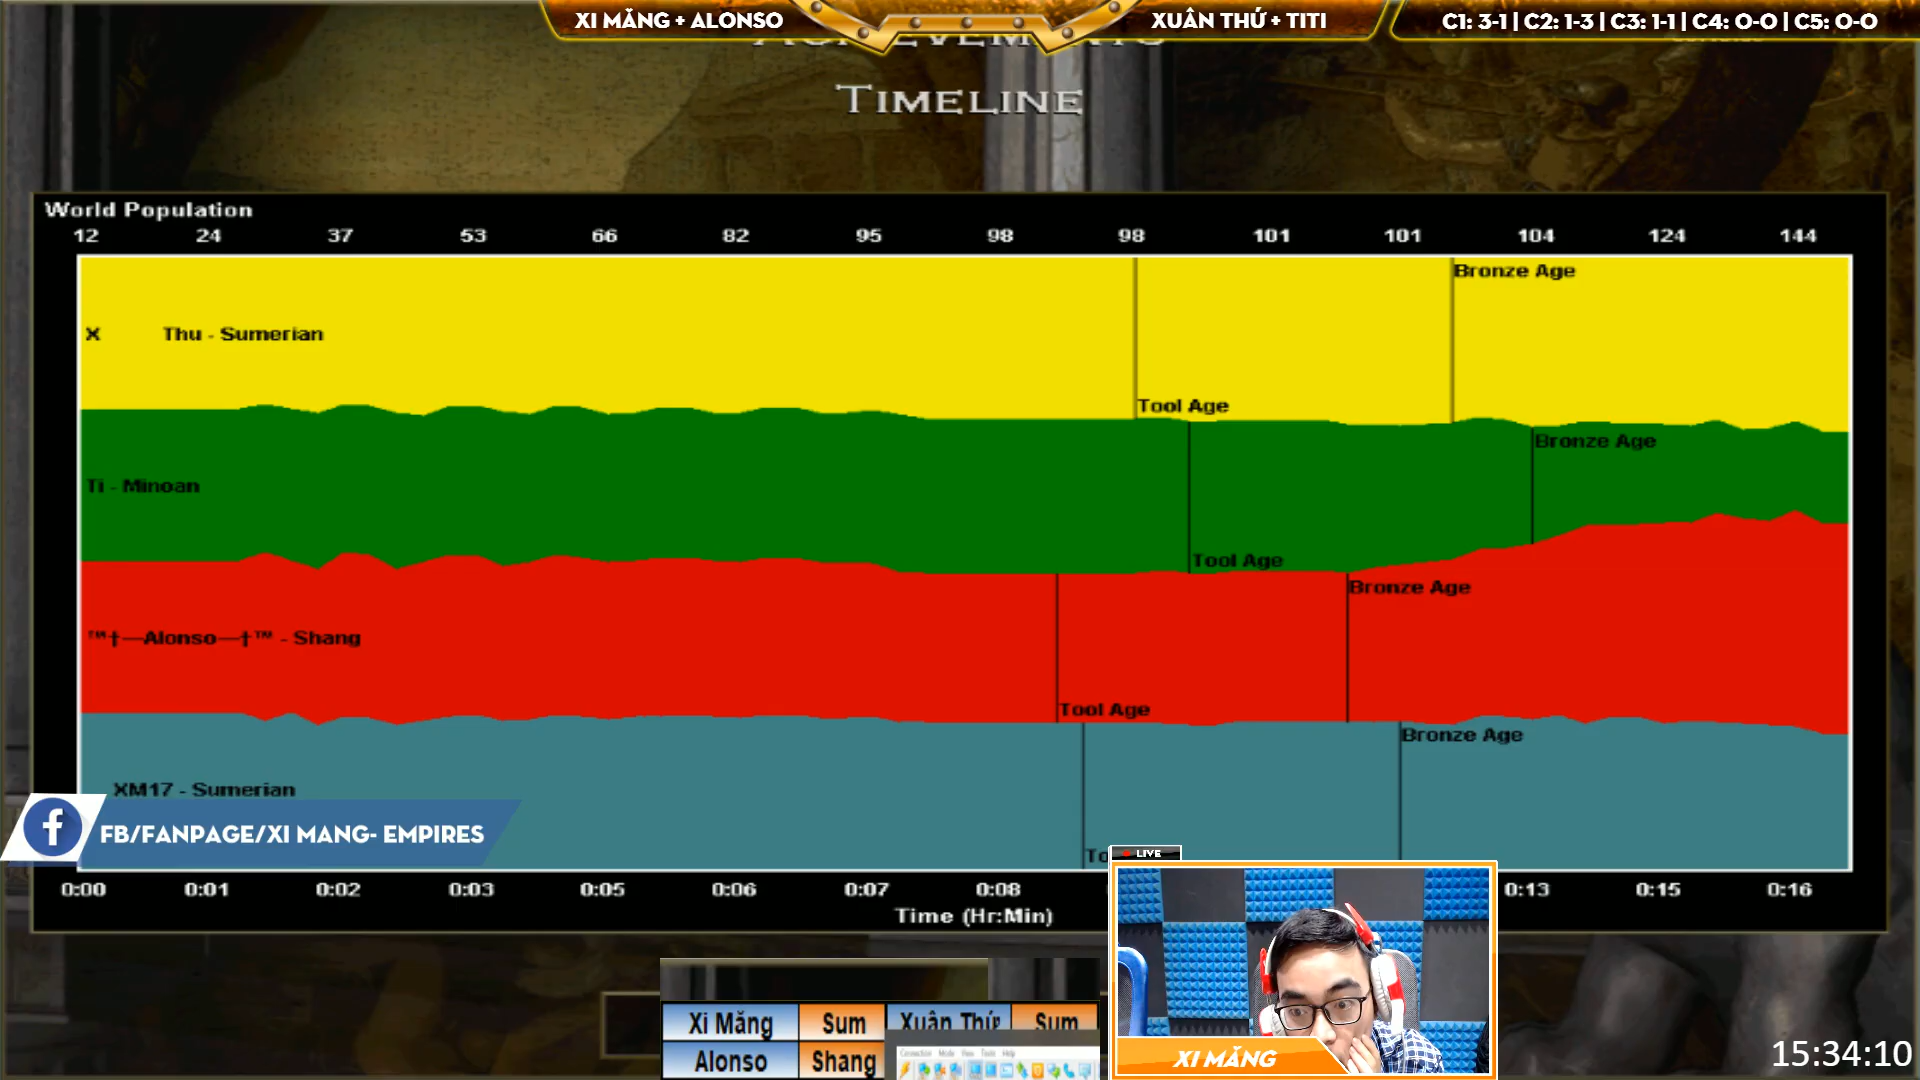 XI MĂNG + ALONSO
XUÂN THỨ + TITI
C1: 3-1 | C2: 1-3 | C3: 1-1 | C4: 0-0 | C5: 0-0
ACHIEVEMENTS
TIMELINE
World Population
12 24 37 53 66 82 95 98 98 101 101 104 124 144
Bronze Age
X Thu - Sumerian
Tool Age
Bronze Age
Ti - Minoan
Tool Age
Bronze Age
™†—Alonso—†™ - Shang
Tool Age
Bronze Age
XM17 - Sumerian
FB/FANPAGE/XI MANG- EMPIRES
LIVE
0:00 0:01 0:02 0:03 0:05 0:06 0:07 0:08 0:13 0:15 0:16
Time (Hr:Min)
Xi Măng Sum Xuân Thứ Sum
Alonso Shang
XI MĂNG
15:34:10